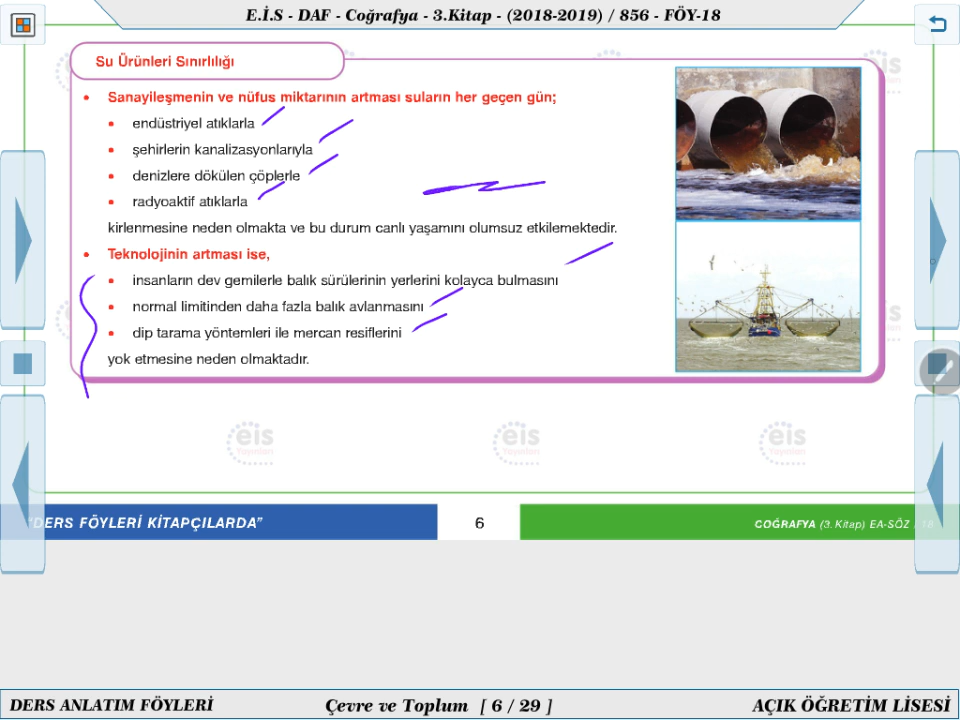 E.İ.S - DAF - Coğrafya - 3.Kitap - (2018-2019) / 856 - FÖY-18
Su Ürünleri Sınırlılığı
• Sanayileşmenin ve nüfus miktarının artması suların her geçen gün;
• endüstriyel atıklarla
• şehirlerin kanalizasyonlarıyla
• denizlere dökülen çöplerle
• radyoaktif atıklarla
kirlenmesine neden olmakta ve bu durum canlı yaşamını olumsuz etkilemektedir.
• Teknolojinin artması ise,
• insanların dev gemilerle balık sürülerinin yerlerini kolayca bulmasını
• normal limitinden daha fazla balık avlanmasını
• dip tarama yöntemleri ile mercan resiflerini
yok etmesine neden olmaktadır.
eis Yayınları eis Yayınları eis Yayınları
"DERS FÖYLERİ KİTAPÇILARDA" 6 COĞRAFYA (3. Kitap) EA-SÖZ / 18
DERS ANLATIM FÖYLERİ Çevre ve Toplum [ 6 / 29 ] AÇIK ÖĞRETİM LİSESİ